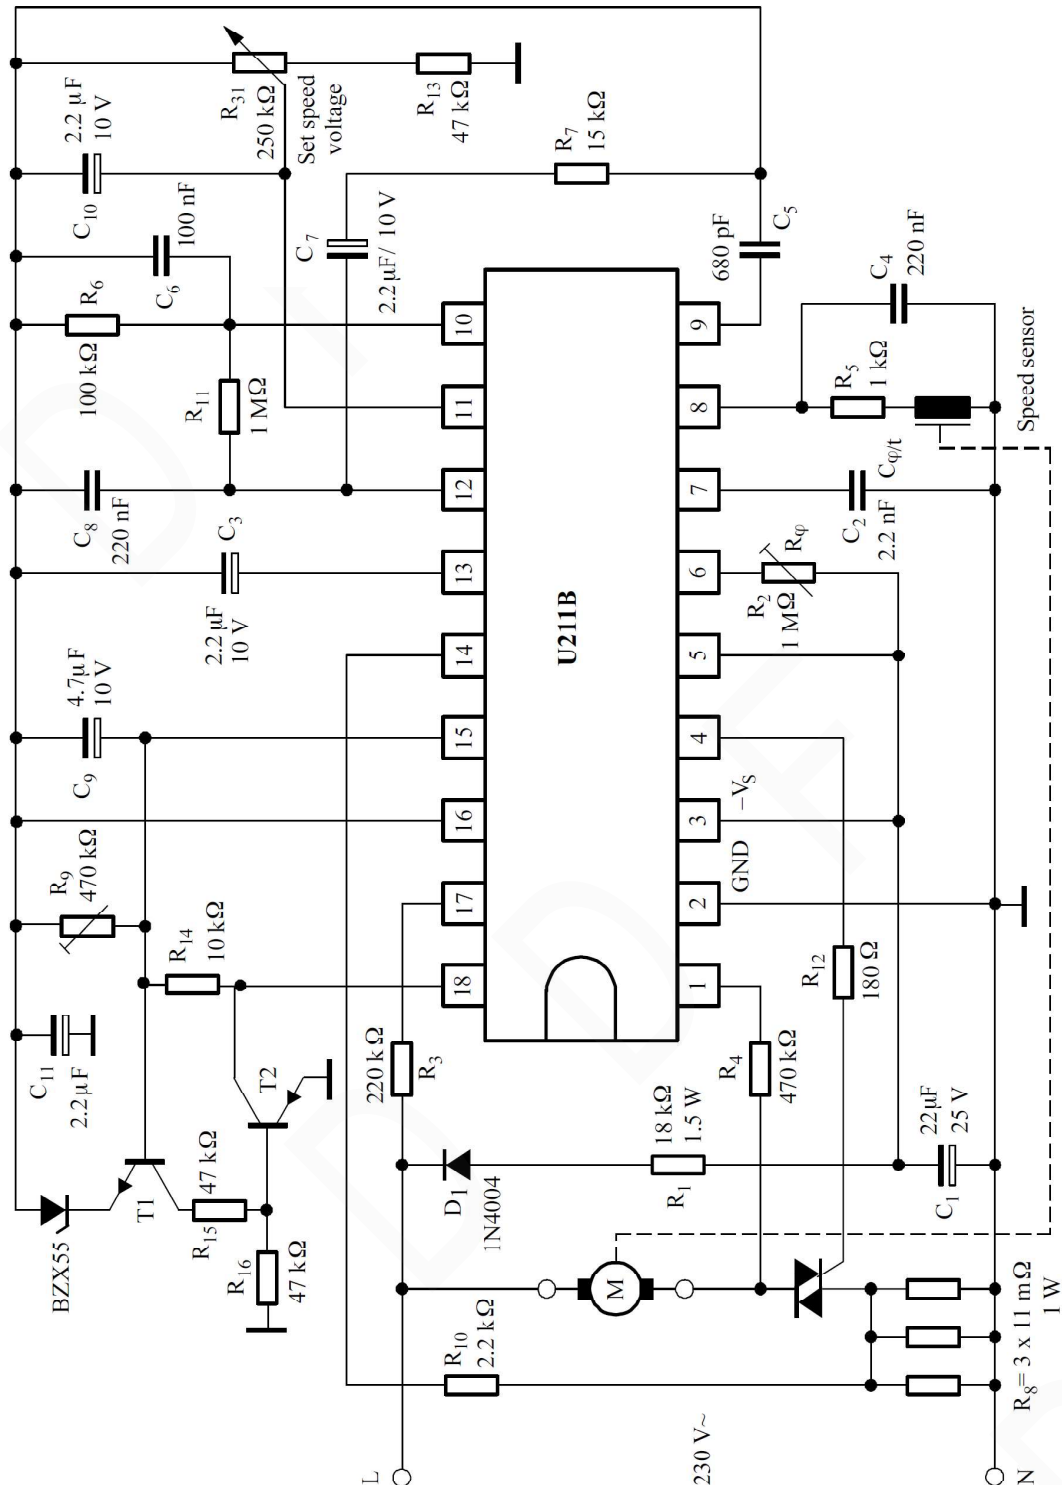 L
230 V~
N
R10
2.2 kΩ
M
R8= 3 x 11 mΩ
1 W
BZX55
T1
R15
47 kΩ
R16
47 kΩ
D1
1N4004
R1
18 kΩ
1.5 W
C1
22µF
25 V
C11
2.2µF
T2
220 kΩ
R3
R4
470 kΩ
R12
180 Ω
R9
470 kΩ
R14
10 kΩ
18
17
16
15
14
13
12
11
10
1
2
3
4
5
6
7
8
9
GND
−VS
U211B
C9
4.7µF
10 V
2.2 µF
10 V
C3
R2
1 MΩ
Rφ
C8
220 nF
C2
2.2 nF
Cφ/t
R11
1 MΩ
100 kΩ
R6
C6
100 nF
R5
1 kΩ
Speed sensor
C4
220 nF
C7
2.2 µF/ 10 V
680 pF
C5
C10
2.2 µF
10 V
R31
250 kΩ
Set speed
voltage
R13
47 kΩ
R7
15 kΩ